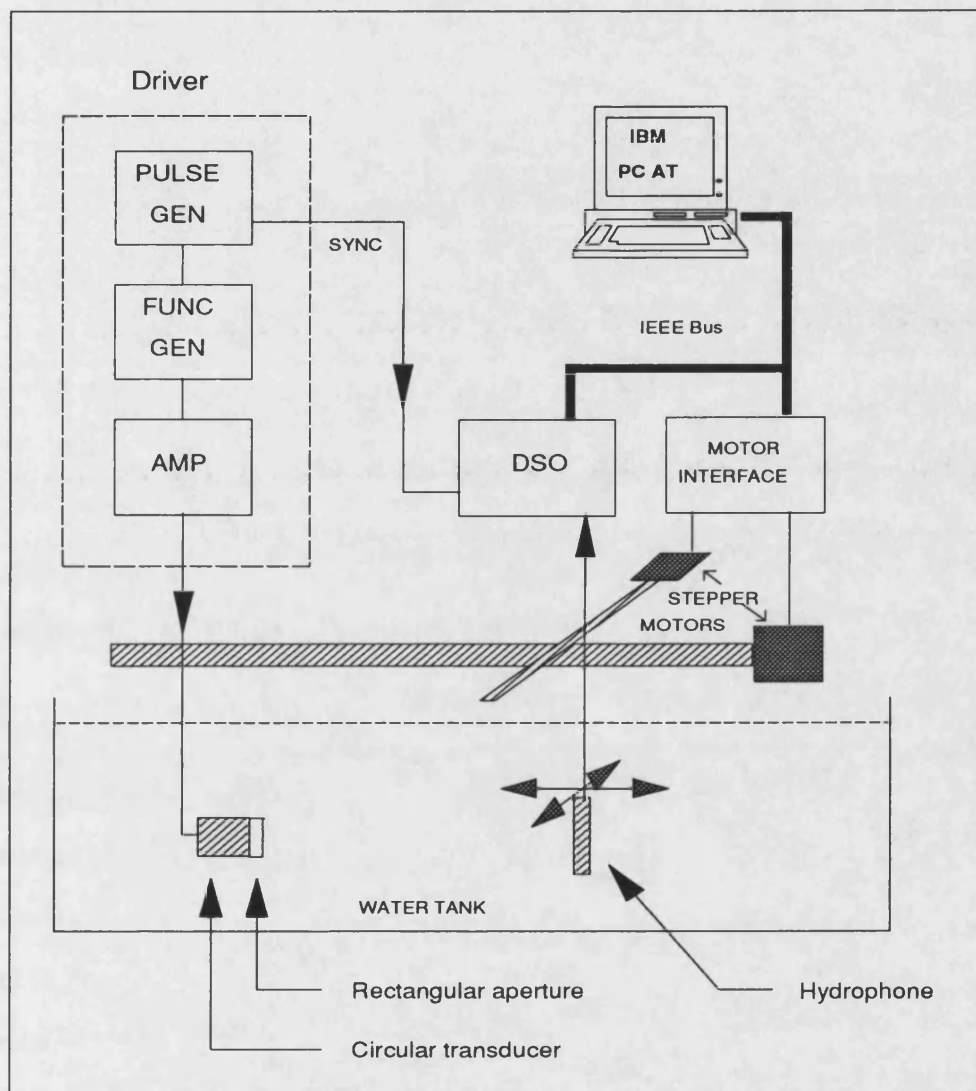 Driver
PULSE
GEN
SYNC
FUNC
GEN
AMP
IBM
PC AT
IEEE Bus
DSO
MOTOR
INTERFACE
STEPPER
MOTORS
WATER TANK
Rectangular aperture
Hydrophone
Circular transducer